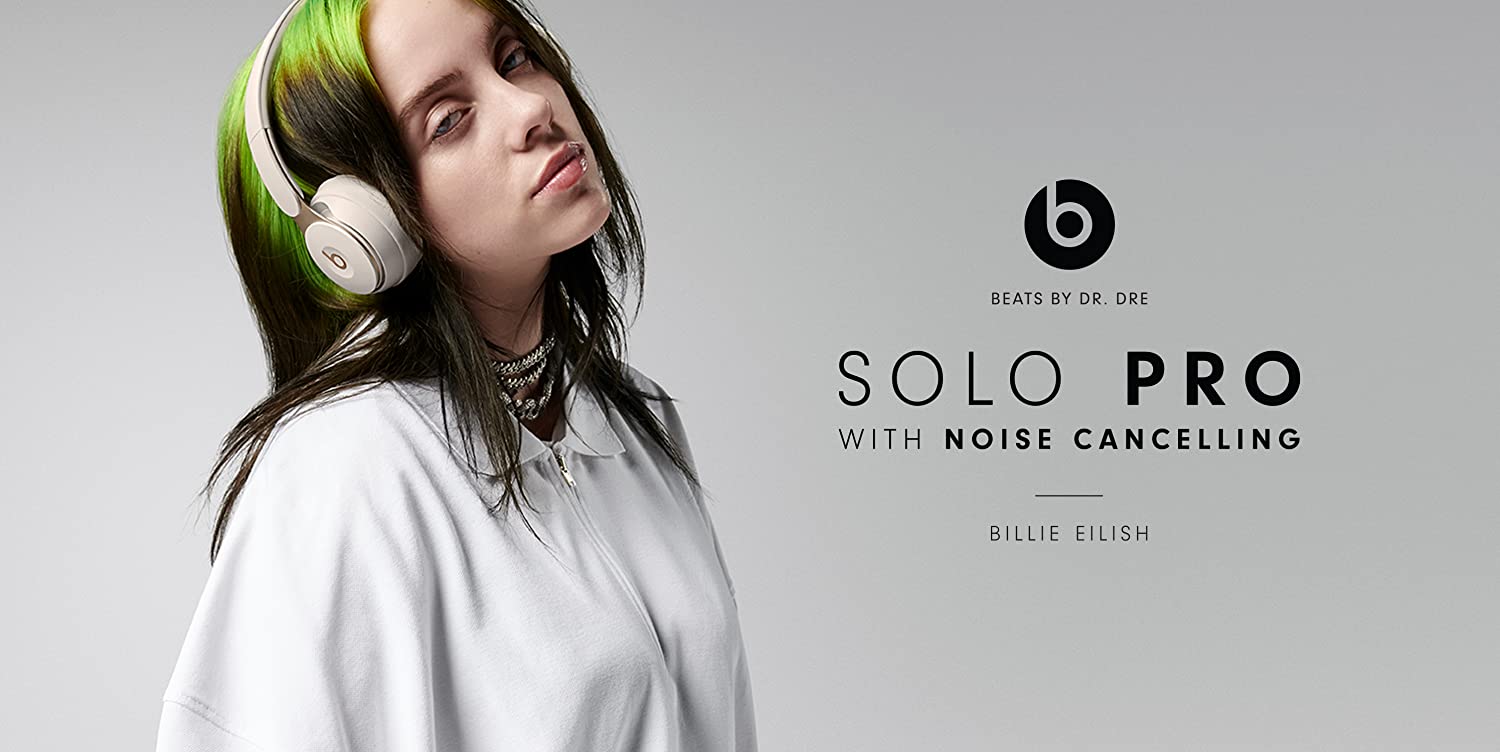 BEATS BY DR. DRE
SOLO PRO
WITH NOISE CANCELLING
BILLIE EILISH